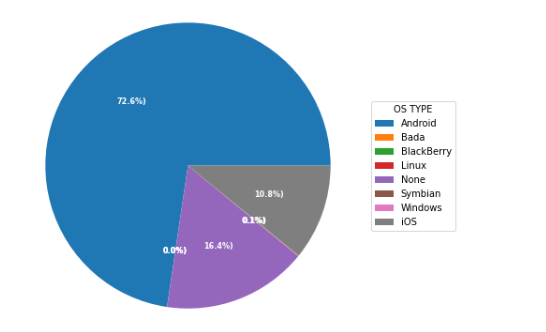 72.6%)
OS TYPE
Android
Bada
BlackBerry
Linux
None
Symbian
Windows
iOS
10.8%)
0.1%)
0.0%)
16.4%)